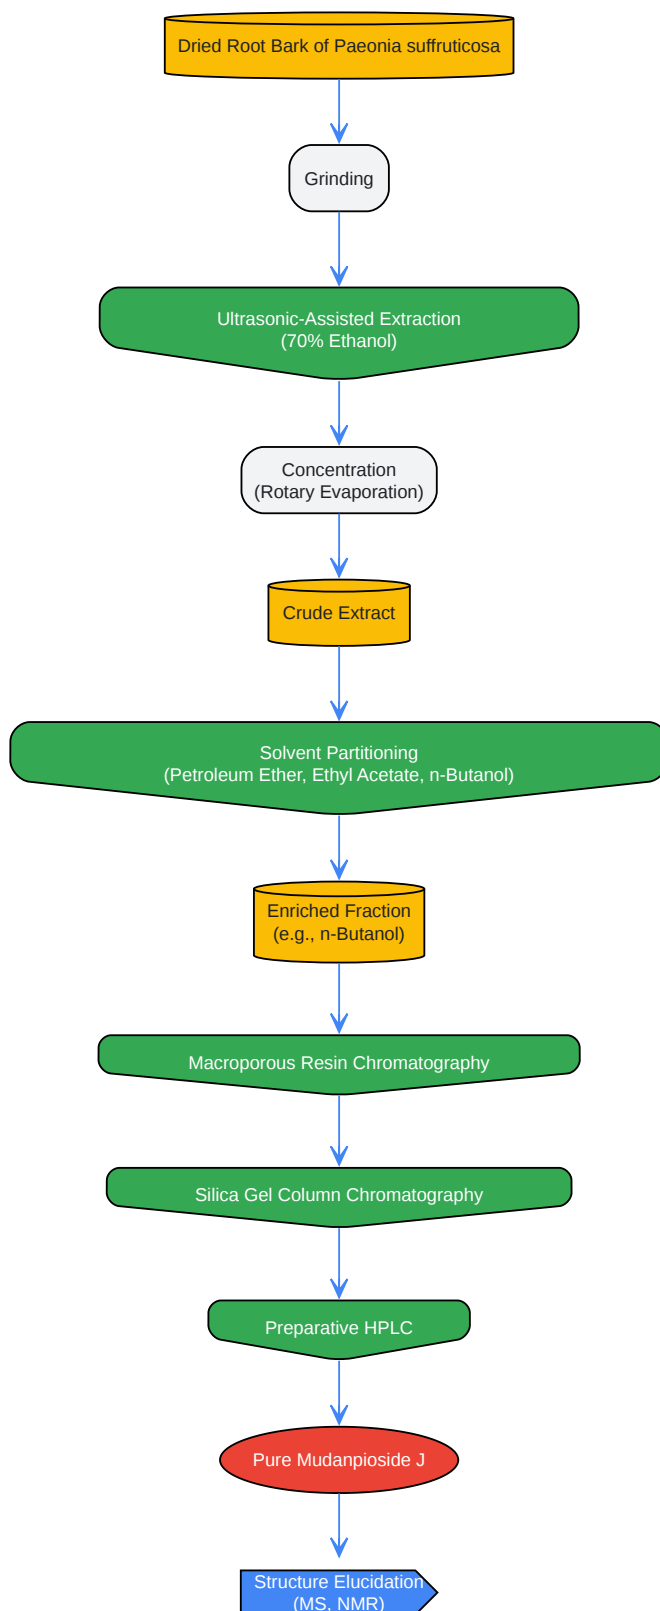 Dried Root Bark of Paeonia suffruticosa
Grinding
Ultrasonic-Assisted Extraction
(70% Ethanol)
Concentration
(Rotary Evaporation)
Crude Extract
Solvent Partitioning
(Petroleum Ether, Ethyl Acetate, n-Butanol)
Enriched Fraction
(e.g., n-Butanol)
Macroporous Resin Chromatography
Silica Gel Column Chromatography
Preparative HPLC
Pure Mudanpioside J
Structure Elucidation
(MS, NMR)